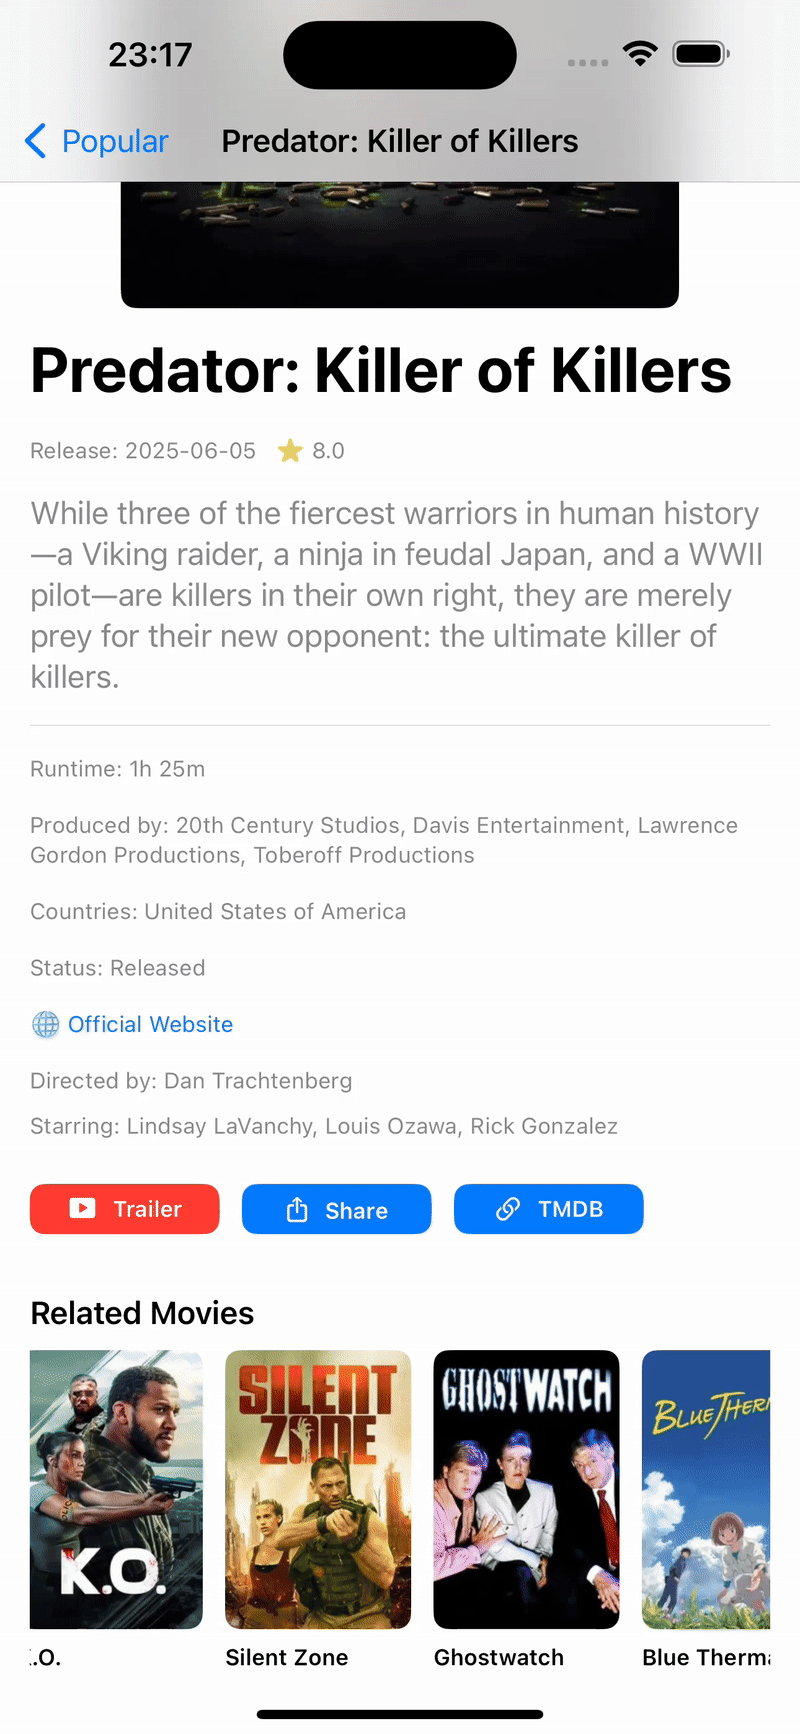 23:17
Popular
Predator: Killer of Killers
Predator: Killer of Killers
Release: 2025-06-05 ⭐ 8.0
While three of the fiercest warriors in human history
—a Viking raider, a ninja in feudal Japan, and a WWII
pilot—are killers in their own right, they are merely
prey for their new opponent: the ultimate killer of
killers.
Runtime: 1h 25m
Produced by: 20th Century Studios, Davis Entertainment, Lawrence
Gordon Productions, Toberoff Productions
Countries: United States of America
Status: Released
🌐 Official Website
Directed by: Dan Trachtenberg
Starring: Lindsay LaVanchy, Louis Ozawa, Rick Gonzalez
Trailer
Share
TMDB
Related Movies
K.O.
SILENT
ZONE
GHOSTWATCH
BLUE THER
.O.
Silent Zone
Ghostwatch
Blue Therma